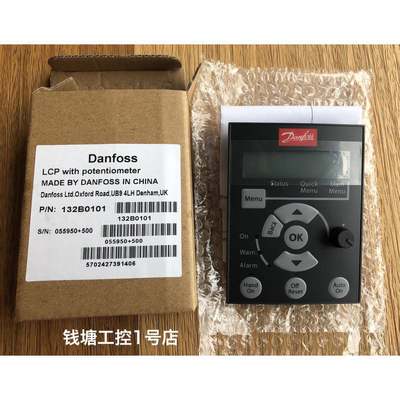 Danfoss
LCP with potentiometer
MADE BY DANFOSS IN CHINA
Danfoss Ltd.Oxford Road,UB9 4LH Denham,UK
P/N: 132B0101
132B0101
S/N: 055950+500
055950+500
5702427391406
Danfoss
Status
Quick Menu
Main Menu
Menu
Back
OK
On
Warn.
Alarm
Hand On
Off Reset
Auto On
钱塘工控1号店